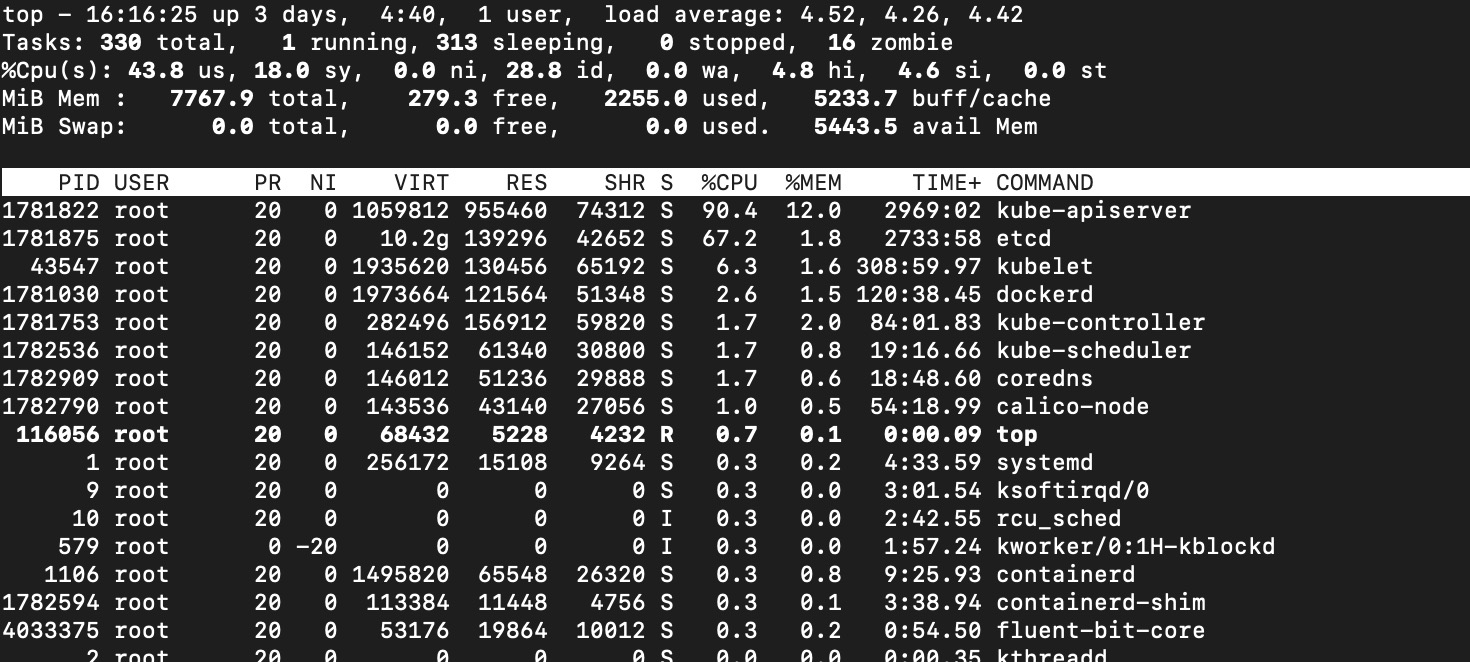 top - 16:16:25 up 3 days,  4:40,  1 user,  load average: 4.52, 4.26, 4.42
Tasks: 330 total,   1 running, 313 sleeping,   0 stopped,  16 zombie
%Cpu(s): 43.8 us, 18.0 sy,  0.0 ni, 28.8 id,  0.0 wa,  4.8 hi,  4.6 si,  0.0 st
MiB Mem :   7767.9 total,    279.3 free,   2255.0 used,   5233.7 buff/cache
MiB Swap:      0.0 total,      0.0 free,      0.0 used.   5443.5 avail Mem
    PID USER      PR  NI    VIRT    RES    SHR S  %CPU  %MEM     TIME+ COMMAND
1781822 root      20   0 1059812 955460  74312 S  90.4  12.0   2969:02 kube-apiserver
1781875 root      20   0   10.2g 139296  42652 S  67.2   1.8   2733:58 etcd
  43547 root      20   0 1935620 130456  65192 S   6.3   1.6 308:59.97 kubelet
1781030 root      20   0 1973664 121564  51348 S   2.6   1.5 120:38.45 dockerd
1781753 root      20   0  282496 156912  59820 S   1.7   2.0  84:01.83 kube-controller
1782536 root      20   0  146152  61340  30800 S   1.7   0.8  19:16.66 kube-scheduler
1782909 root      20   0  146012  51236  29888 S   1.7   0.6  18:48.60 coredns
1782790 root      20   0  143536  43140  27056 S   1.0   0.5  54:18.99 calico-node
 116056 root      20   0   68432   5228   4232 R   0.7   0.1   0:00.09 top
      1 root      20   0  256172  15108   9264 S   0.3   0.2   4:33.59 systemd
      9 root      20   0       0      0      0 S   0.3   0.0   3:01.54 ksoftirqd/0
     10 root      20   0       0      0      0 I   0.3   0.0   2:42.55 rcu_sched
    579 root       0 -20       0      0      0 I   0.3   0.0   1:57.24 kworker/0:1H-kblockd
   1106 root      20   0 1495820  65548  26320 S   0.3   0.8   9:25.93 containerd
1782594 root      20   0  113384  11448   4756 S   0.3   0.1   3:38.94 containerd-shim
4033375 root      20   0   53176  19864  10012 S   0.3   0.2   0:54.50 fluent-bit-core
      2 root      20   0       0      0      0 S   0.0   0.0   0:00.35 kthreadd